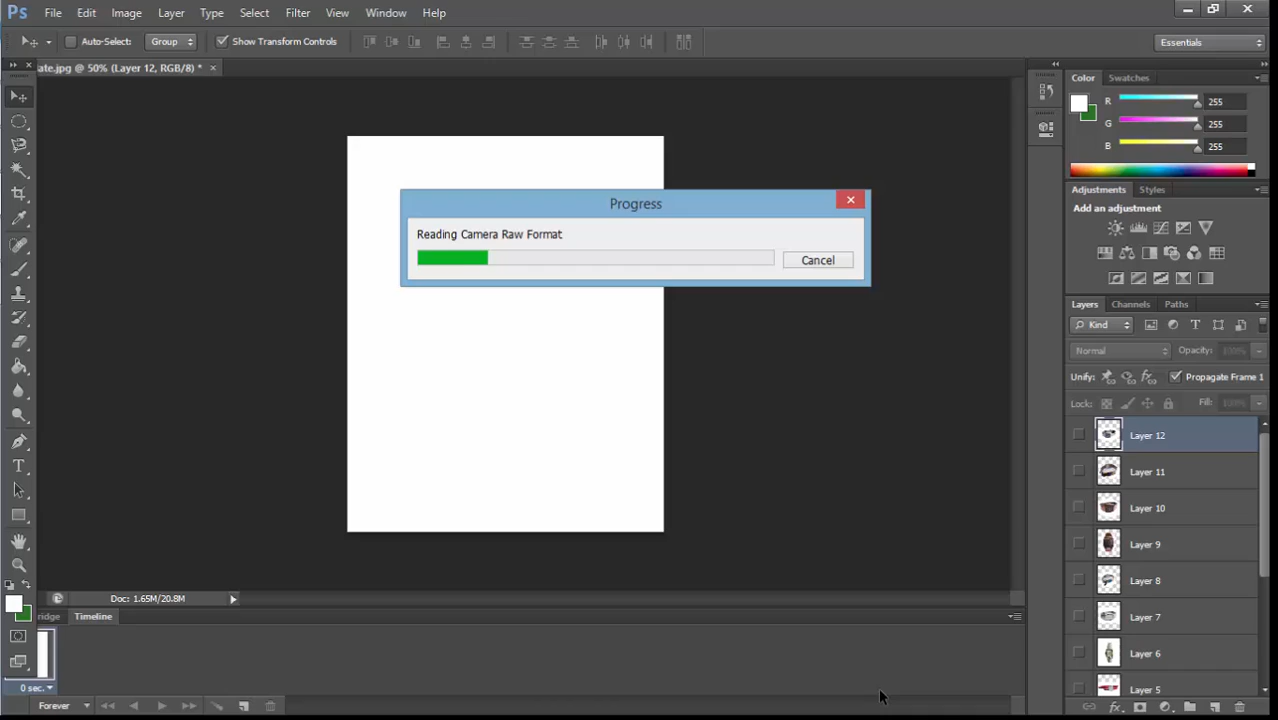 Ps File Edit Image Layer Type Select Filter View Window Help
Auto-Select: Group Show Transform Controls Essentials
ate.jpg @ 50% (Layer 12, RGB/8) * ×
Color Swatches
R 255
G 255
B 255
Progress
Reading Camera Raw Format
Cancel
Adjustments Styles
Add an adjustment
Layers Channels Paths
Kind
Normal Opacity: 100%
Unify: Propagate Frame 1
Lock: Fill: 100%
Layer 12
Layer 11
Layer 10
Layer 9
Layer 8
Layer 7
Layer 6
Layer 5
Doc: 1.65M/20.8M
ridge Timeline
0 sec.
Forever